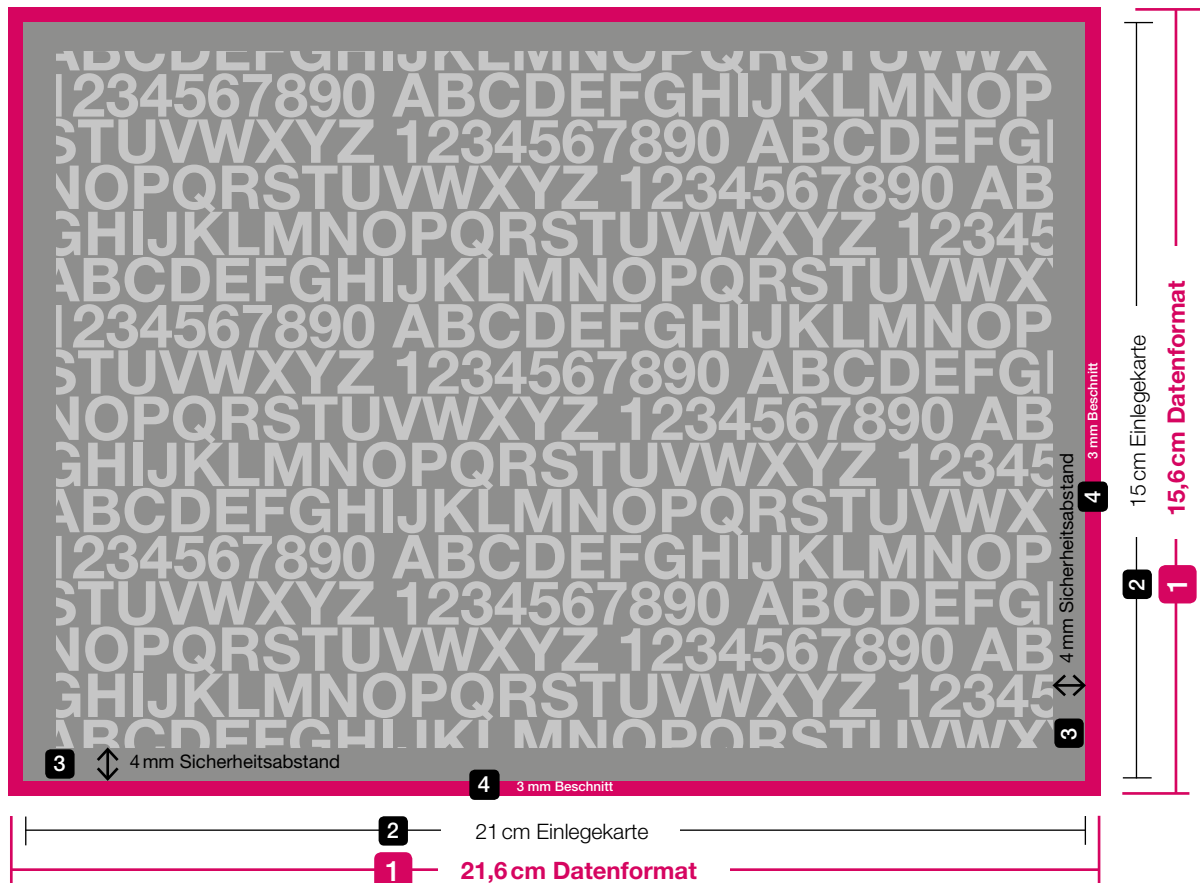 ABCDEFGHIJKLMNOPQRSTUVWX
1234567890 ABCDEFGHIJKLMNOP
STUVWXYZ 1234567890 ABCDEFG
NOPQRSTUVWXYZ 1234567890 AB
GHIJKLMNOPQRSTUVWXYZ 12345
ABCDEFGHIJKLMNOPQRSTUVWX
1234567890 ABCDEFGHIJKLMNOP
STUVWXYZ 1234567890 ABCDEFG
NOPQRSTUVWXYZ 1234567890 AB
GHIJKLMNOPQRSTUVWXYZ 12345
ABCDEFGHIJKLMNOPQRSTUVWX
1234567890 ABCDEFGHIJKLMNOP
STUVWXYZ 1234567890 ABCDEFG
NOPQRSTUVWXYZ 1234567890 AB
GHIJKLMNOPQRSTUVWXYZ 12345
ABCDEFGHIJKLMNOPQRSTUVWX
3 4 mm Sicherheitsabstand
4 3 mm Beschnitt
2 21 cm Einlegekarte
1 21,6 cm Datenformat
3 4 mm Sicherheitsabstand
4 3 mm Beschnitt
2 15 cm Einlegekarte
1 15,6 cm Datenformat